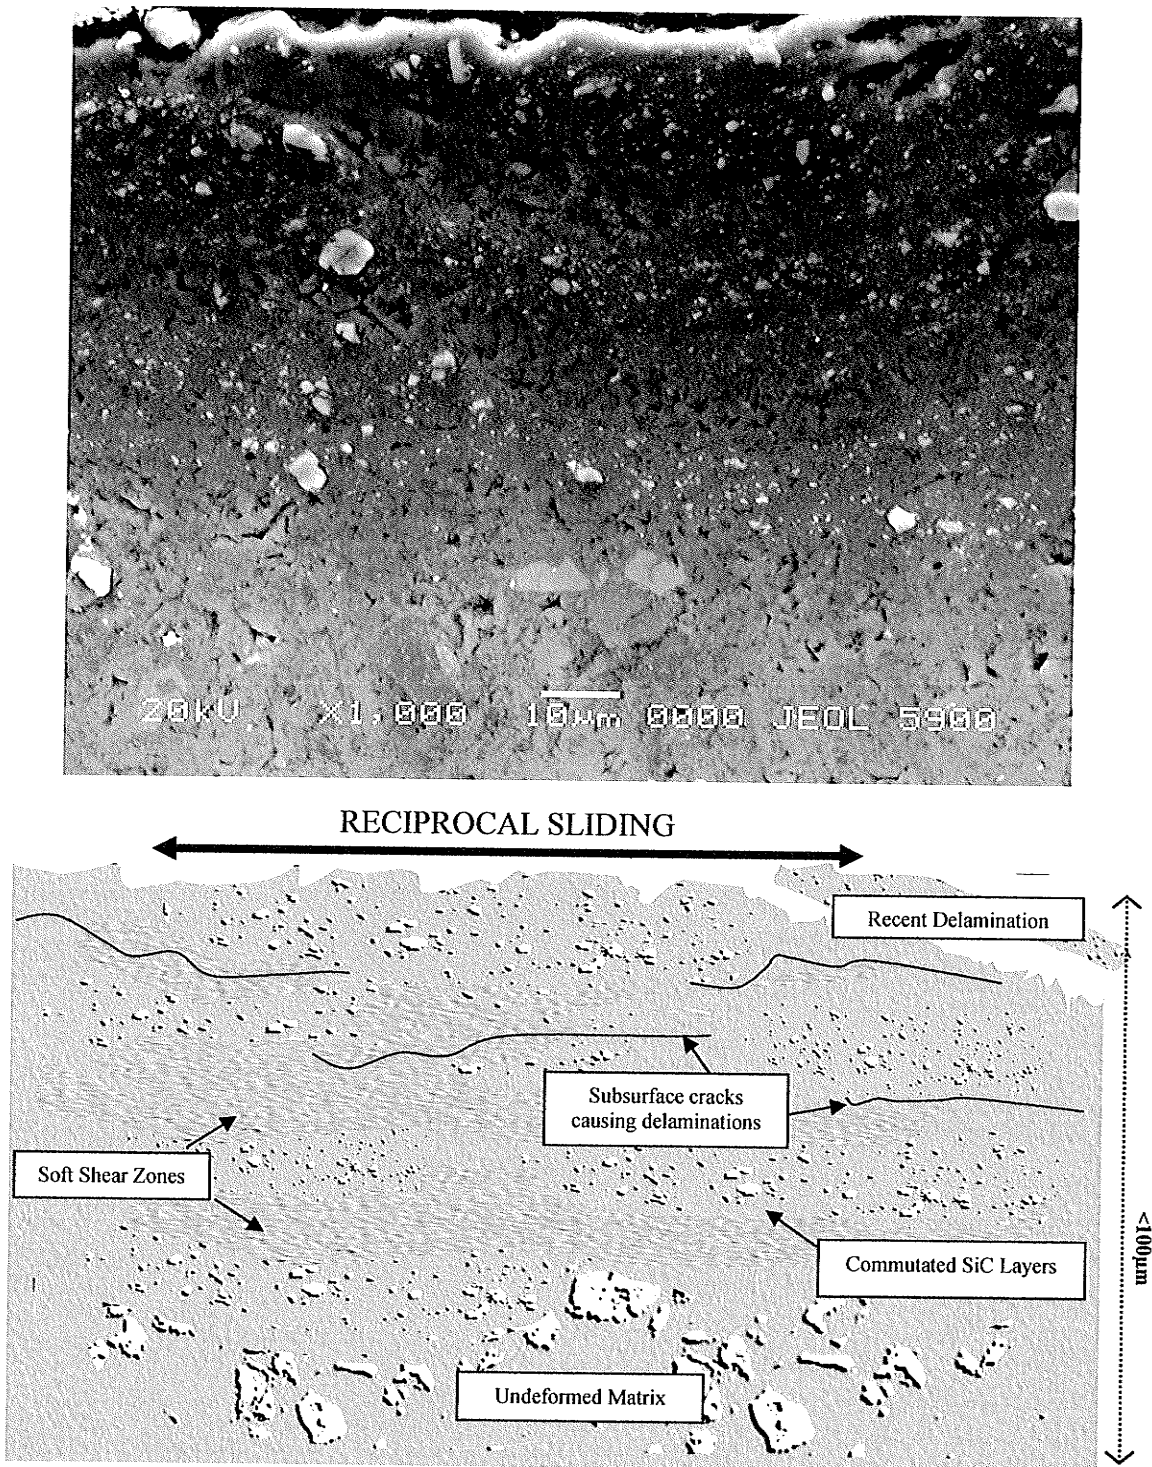 20kV X1,000 10µm 0000 JEOL 5900
RECIPROCAL SLIDING
Recent Delamination
Subsurface cracks
causing delaminations
Soft Shear Zones
Commutated SiC Layers
<100µm
Undeformed Matrix